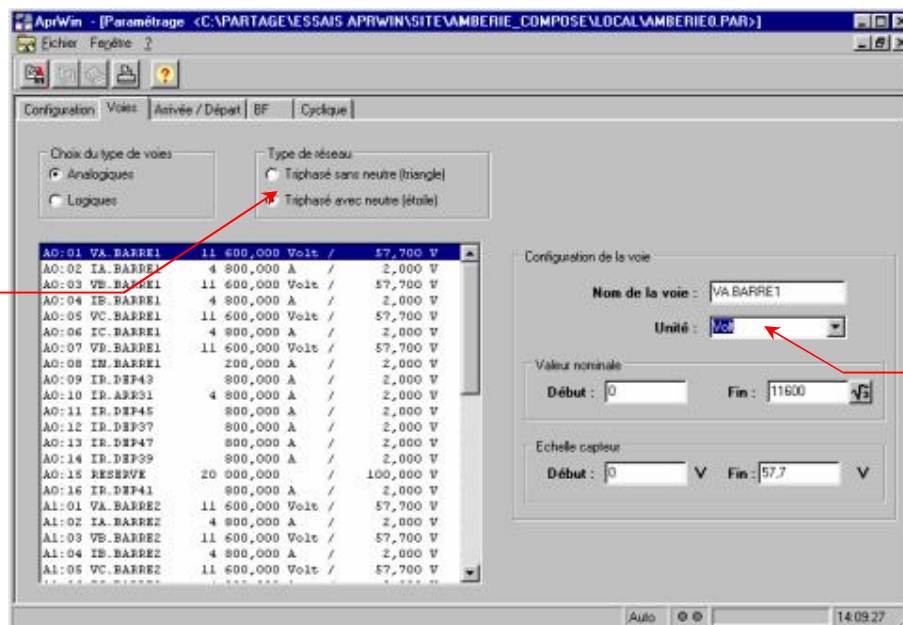 AprWin - [Paramétrage <C:\PARTAGE\ESSAIS APRWIN\SITE\AMBERIE_COMPOSE\LOCAL\AMBERIE0.PAR>]
Eichier Fenêtre ?
Configuration Voies Arrivée / Départ BF Cyclique
Choix du type de voies
Analogiques
Logiques
Type de réseau
Triphasé sans neutre (triangle)
Triphasé avec neutre (étoile)
A0:01 VA.BARRE1 11 600,000 Volt / 57,700 V
A0:02 IA.BARRE1 4 800,000 A / 2,000 V
A0:03 VB.BARRE1 11 600,000 Volt / 57,700 V
A0:04 IB.BARRE1 4 800,000 A / 2,000 V
A0:05 VC.BARRE1 11 600,000 Volt / 57,700 V
A0:06 IC.BARRE1 4 800,000 A / 2,000 V
A0:07 VR.BARRE1 11 600,000 Volt / 57,700 V
A0:08 IN.BARRE1 200,000 A / 2,000 V
A0:09 IR.DEP43 800,000 A / 2,000 V
A0:10 IR.ARR31 4 800,000 A / 2,000 V
A0:11 IR.DEP45 800,000 A / 2,000 V
A0:12 IR.DEP37 800,000 A / 2,000 V
A0:13 IR.DEP47 800,000 A / 2,000 V
A0:14 IR.DEP39 800,000 A / 2,000 V
A0:15 RESERVE 20 000,000 / 100,000 V
A0:16 IR.DEP41 800,000 A / 2,000 V
A1:01 VA.BARRE2 11 600,000 Volt / 57,700 V
A1:02 IA.BARRE2 4 800,000 A / 2,000 V
A1:03 VB.BARRE2 11 600,000 Volt / 57,700 V
A1:04 IB.BARRE2 4 800,000 A / 2,000 V
A1:05 VC.BARRE2 11 600,000 Volt / 57,700 V
Configuration de la voie
Nom de la voie : VA.BARRE1
Unité : Volt
Valeur nominale
Début : 0 Fin : 11600 √3
Echelle capteur
Début : 0 V Fin : 57,7 V
Auto 14:09:27